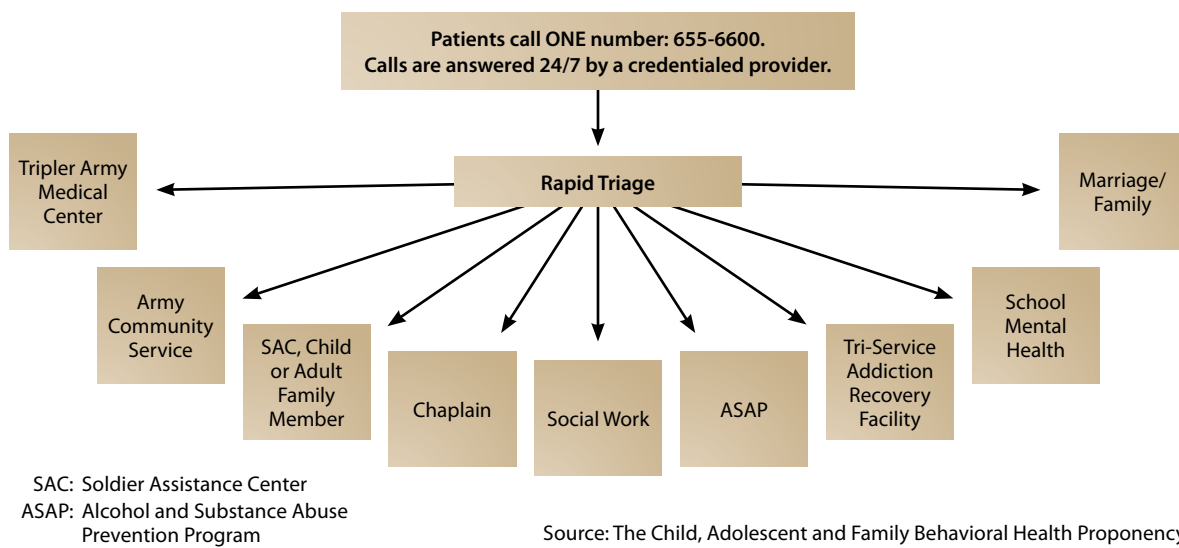 Patients call ONE number: 655-6600.
Calls are answered 24/7 by a credentialed provider.
Rapid Triage
Tripler Army
Medical
Center
Marriage/
Family
Army
Community
Service
SAC, Child
or Adult
Family
Member
Chaplain
Social Work
ASAP
Tri-Service
Addiction
Recovery
Facility
School
Mental
Health
SAC: Soldier Assistance Center
ASAP: Alcohol and Substance Abuse
Prevention Program
Source: The Child, Adolescent and Family Behavioral Health Proponency